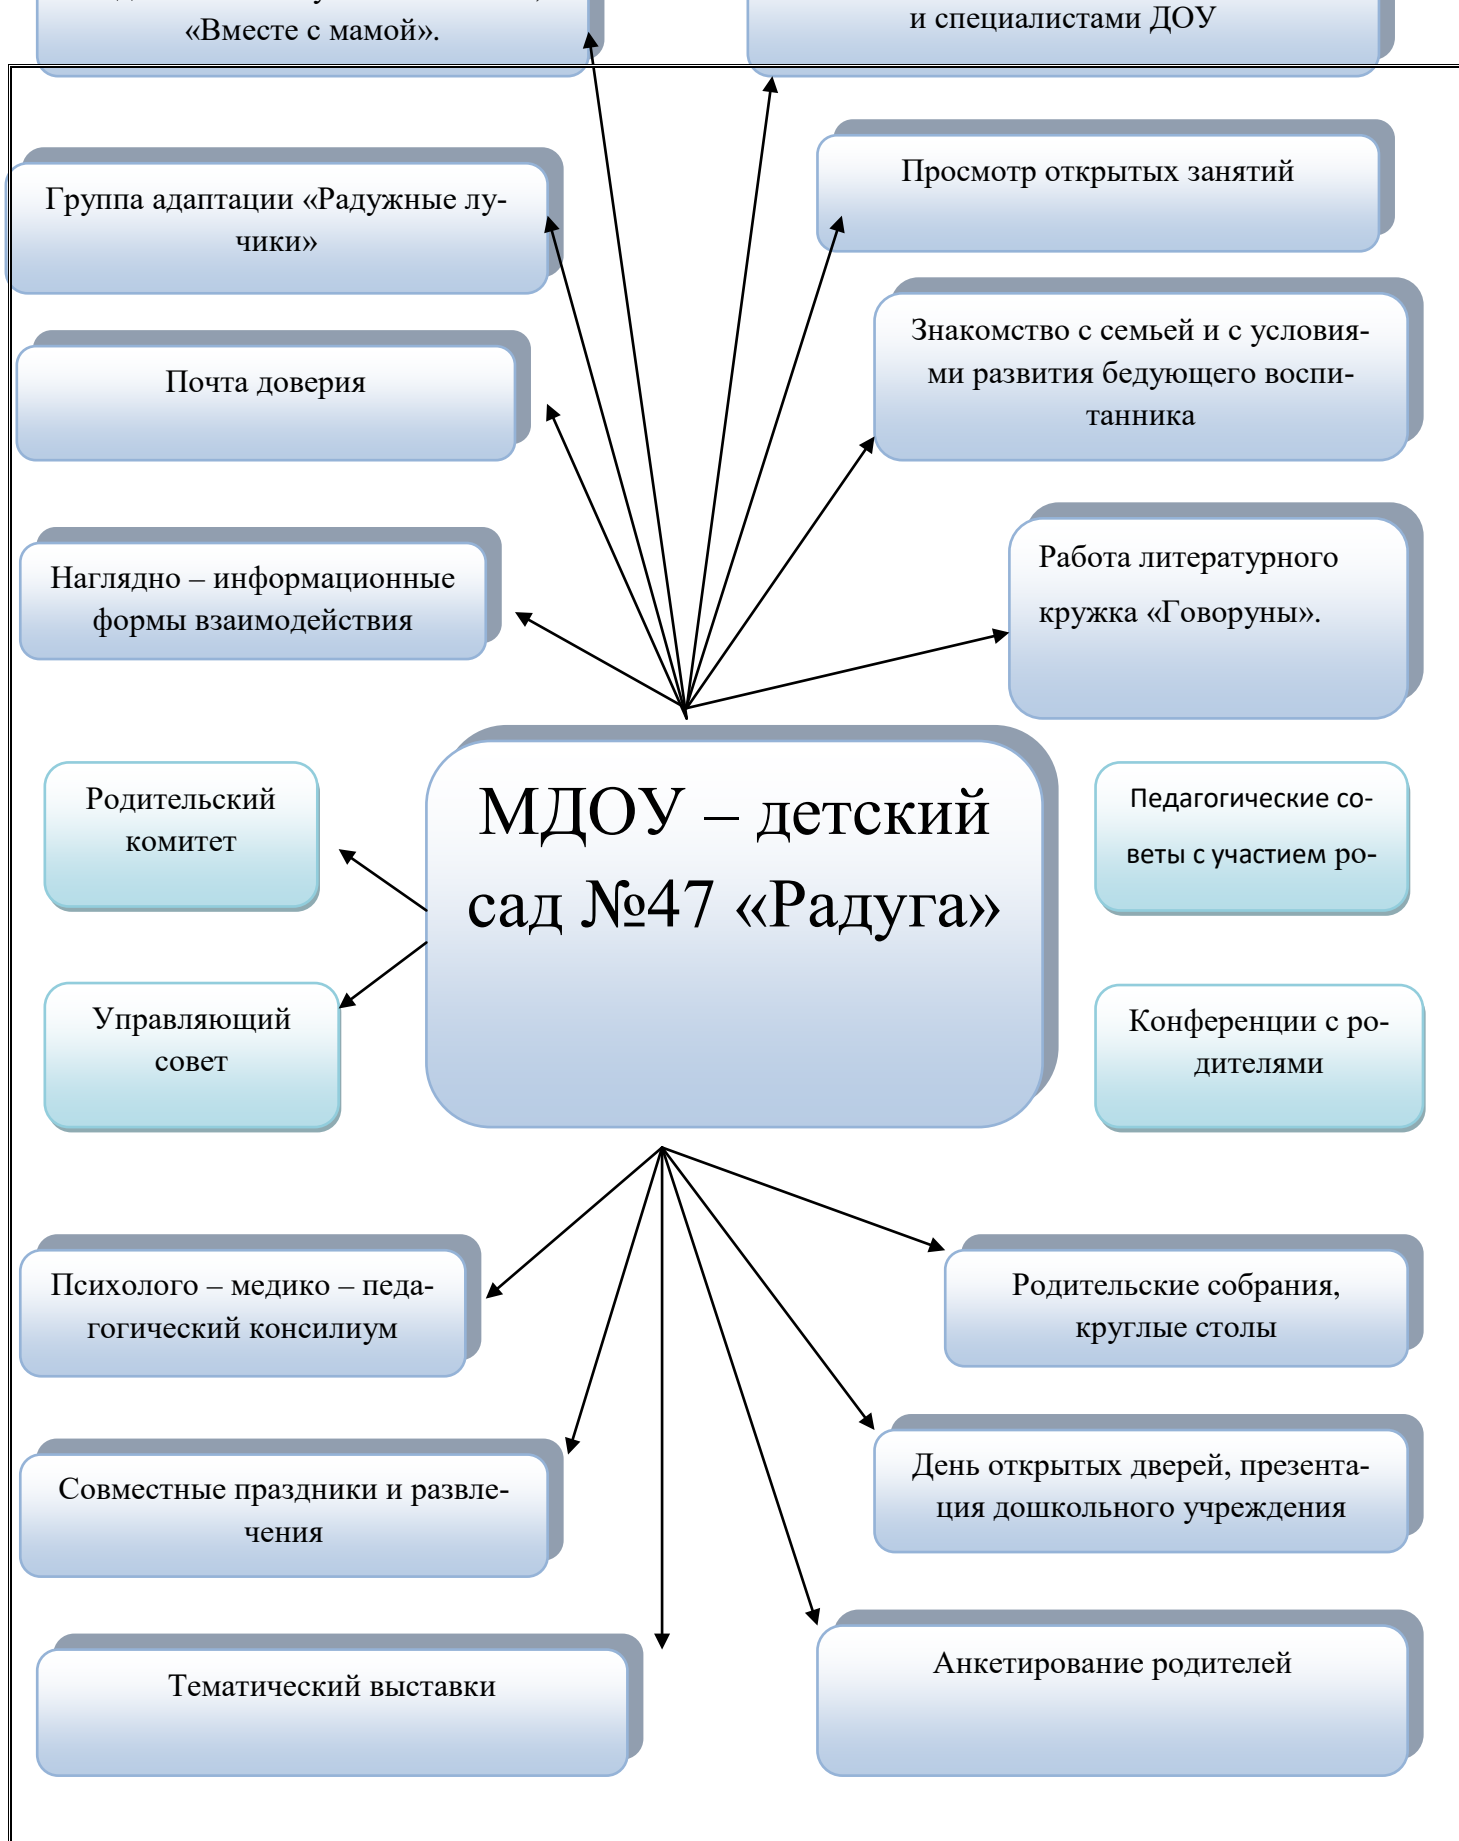 «Вместе с мамой».
и специалистами ДОУ
Просмотр открытых занятий
Группа адаптации «Радужные лу-
чики»
Знакомство с семьей и с условия-
ми развития бедующего воспи-
танника
Почта доверия
Работа литературного
кружка «Говоруны».
Наглядно – информационные
формы взаимодействия
МДОУ – детский
сад №47 «Радуга»
Родительский
комитет
Педагогические со-
веты с участием ро-
Управляющий
совет
Конференции с ро-
дителями
Психолого – медико – педа-
гогический консилиум
Родительские собрания,
круглые столы
День открытых дверей, презента-
ция дошкольного учреждения
Совместные праздники и развле-
чения
Анкетирование родителей
Тематический выставки